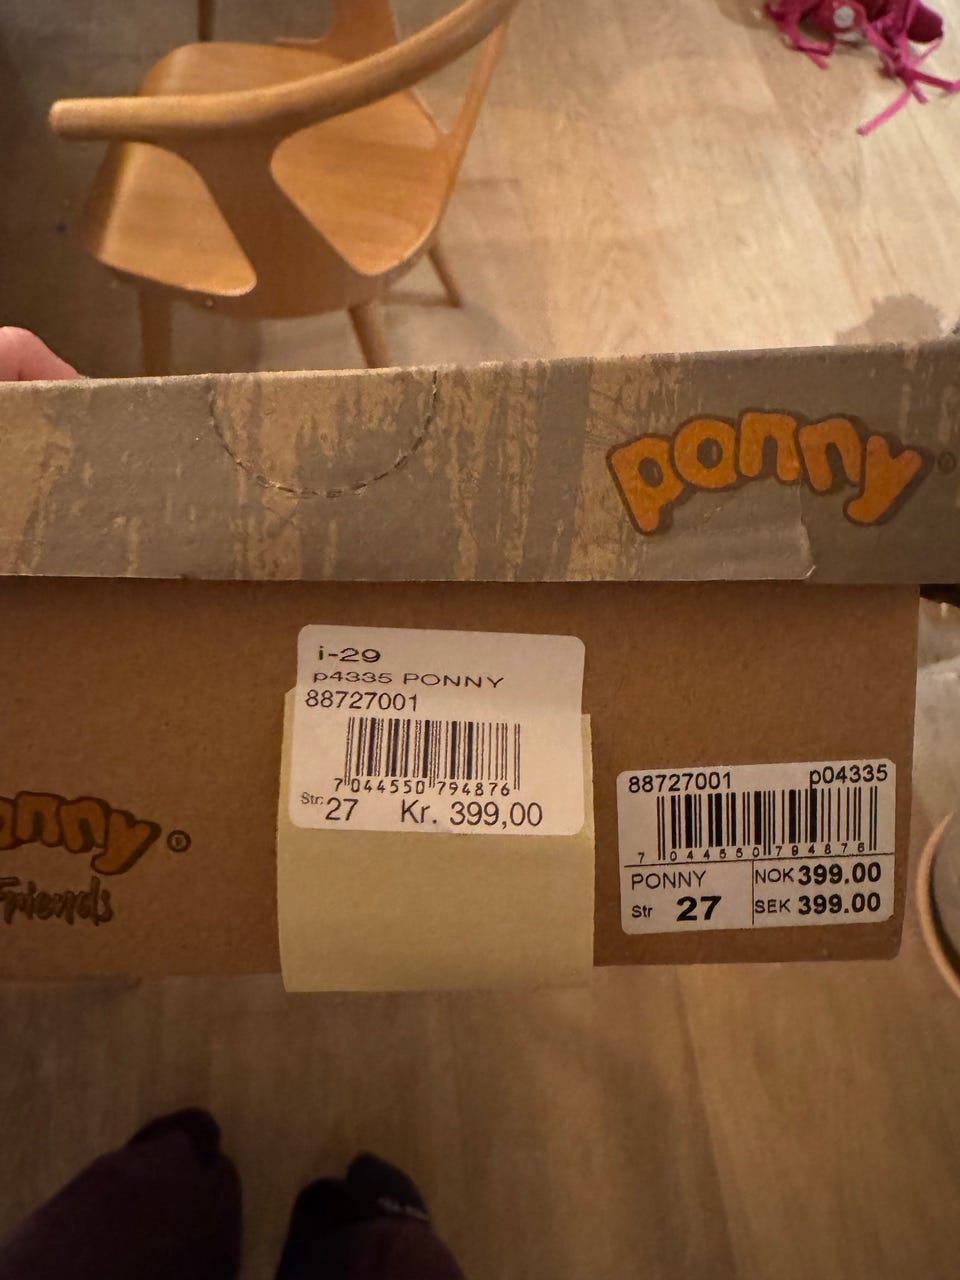 ponny
i-29
p4335 PONNY
88727001
7 044550 794876
Str: 27 Kr. 399,00
88727001 p04335
7 044550 794876
PONNY NOK 399.00
Str 27 SEK 399.00
ponny ®
Friends